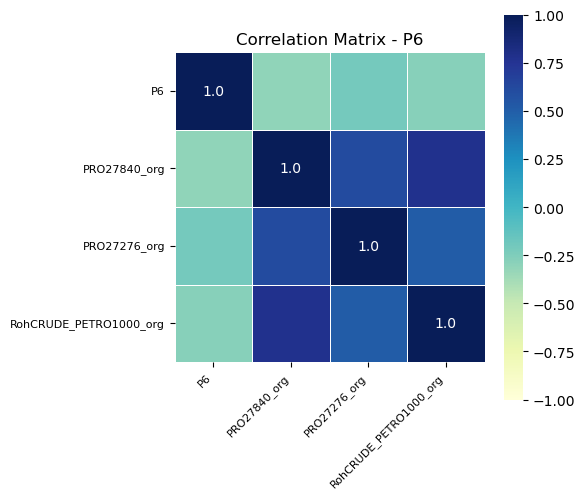 Correlation Matrix - P6
P6
PRO27840_org
PRO27276_org
RohCRUDE_PETRO1000_org
1.0
1.0
1.0
1.0
P6
PRO27840_org
PRO27276_org
RohCRUDE_PETRO1000_org
1.00
0.75
0.50
0.25
0.00
−0.25
−0.50
−0.75
−1.00